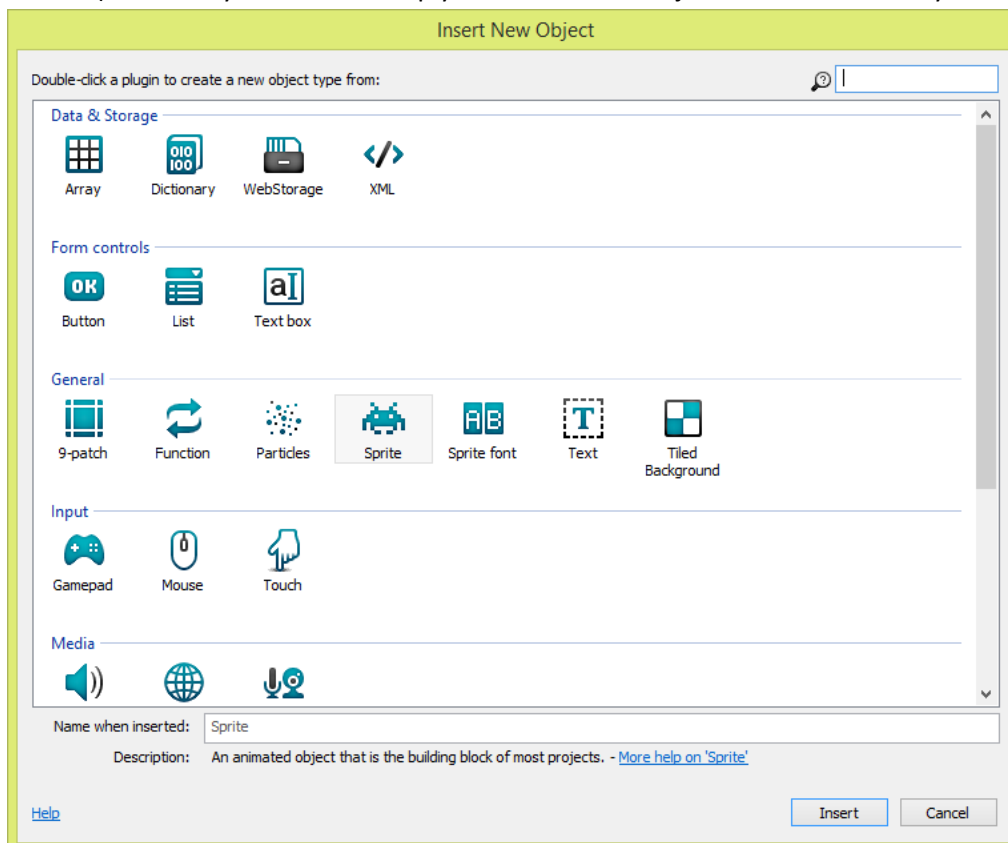 Insert New Object
Double-click a plugin to create a new object type from:
Data & Storage
Array Dictionary WebStorage XML
Form controls
Button List Text box
General
9-patch Function Particles Sprite Sprite font Text Tiled Background
Input
Gamepad Mouse Touch
Media
Name when inserted: Sprite
Description: An animated object that is the building block of most projects. - More help on 'Sprite'
Help Insert Cancel